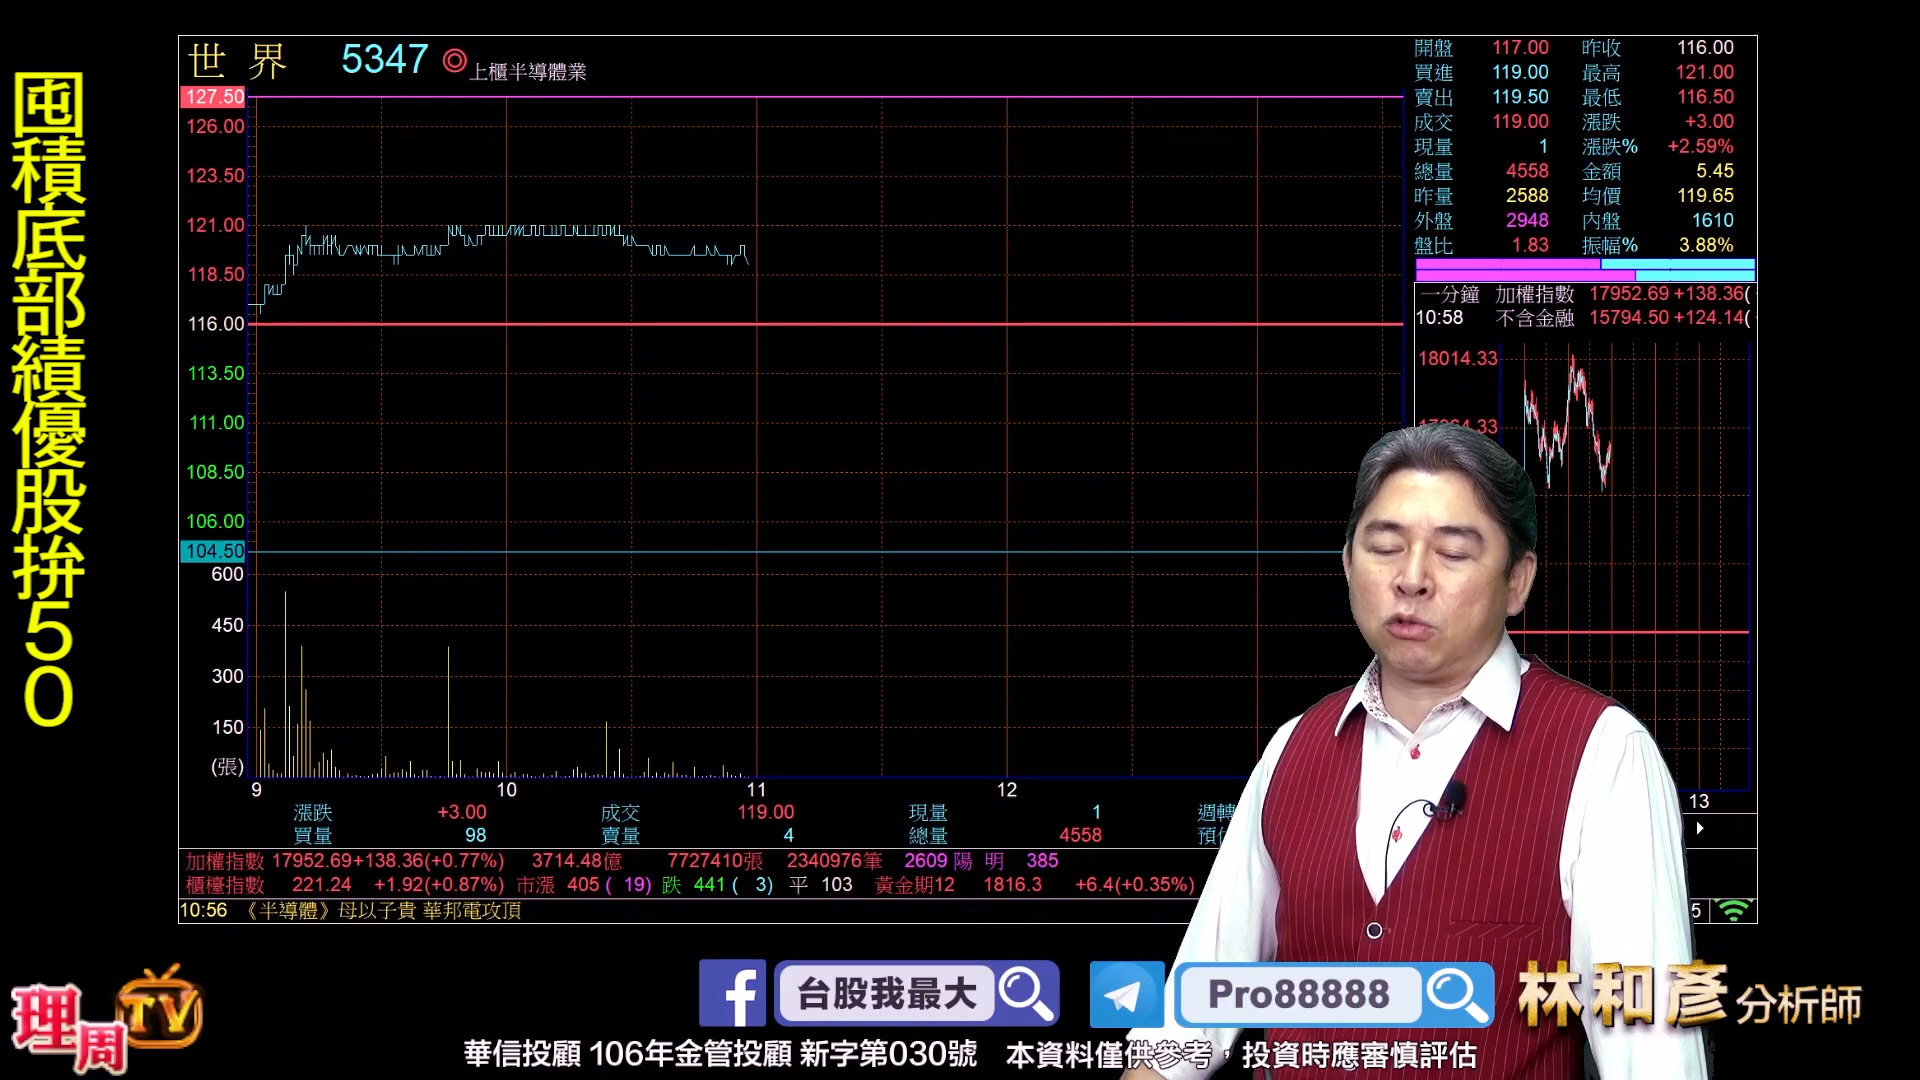 囤積底部績優股拚50
世界 5347 ◎上櫃半導體業
127.50
126.00
123.50
121.00
118.50
116.00
113.50
111.00
108.50
106.00
104.50
600
450
300
150
(張)
9 10 11 12
開盤 117.00 昨收 116.00
買進 119.00 最高 121.00
賣出 119.50 最低 116.50
成交 119.00 漲跌 +3.00
現量 1 漲跌% +2.59%
總量 4558 金額 5.45
昨量 2588 均價 119.65
外盤 2948 內盤 1610
盤比 1.83 振幅% 3.88%
一分鐘 加權指數 17952.69 +138.36(
10:58 不含金融 15794.50 +124.14(
18014.33
13
漲跌 +3.00 成交 119.00 現量 1
買量 98 賣量 4 總量 4558
加權指數 17952.69+138.36(+0.77%) 3714.48億 7727410張 2340976筆 2609 陽明 385
櫃檯指數 221.24 +1.92(+0.87%) 市漲 405 ( 19) 跌 441 ( 3) 平 103 黃金期12 1816.3 +6.4(+0.35%)
10:56 《半導體》母以子貴 華邦電攻頂
5
理周TV
f 台股我最大
Pro88888
林和彥分析師
華信投顧 106年金管投顧 新字第030號 本資料僅供參考，投資時應審慎評估